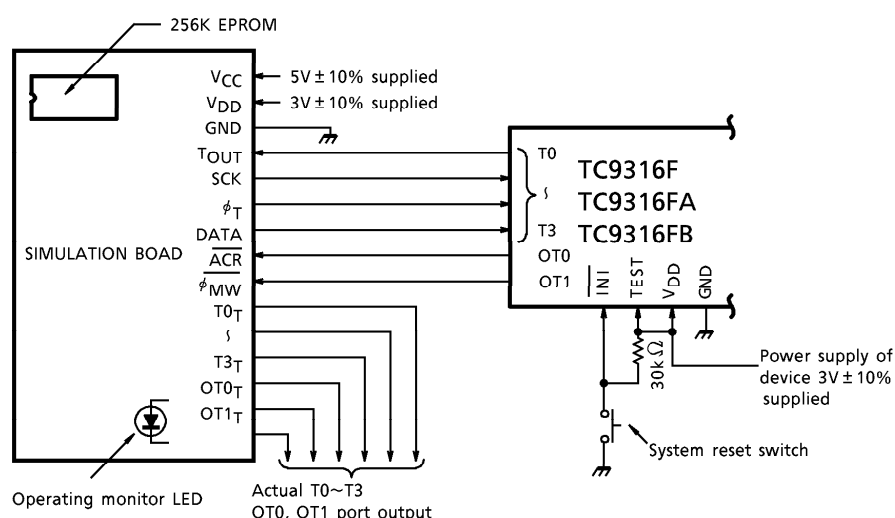 256K EPROM
VCC
5V ± 10% supplied
VDD
3V ± 10% supplied
GND
TOUT
SCK
φT
DATA
ACR
φMW
T0T
~
T3T
OT0T
OT1T
SIMULATION BOAD
Operating monitor LED
Actual T0~T3
OT0, OT1 port output
T0
~
T3
OT0
OT1
TC9316F
TC9316FA
TC9316FB
INI
TEST
VDD
GND
30kΩ
Power supply of
device 3V ± 10%
supplied
System reset switch